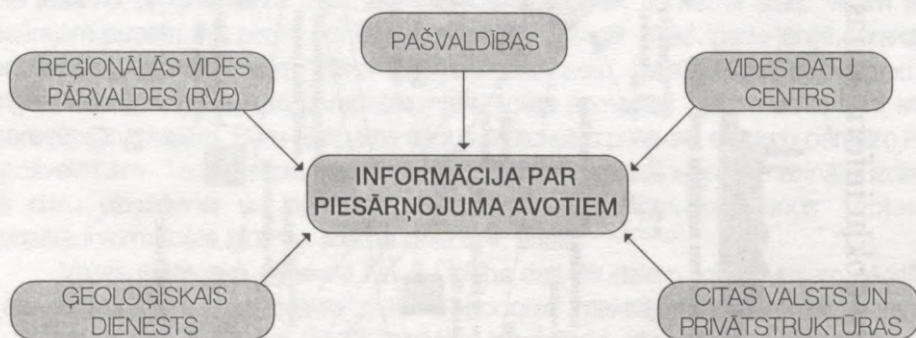 PAŠVALDĪBAS
REĢIONĀLĀS VIDES
PĀRVALDES (RVP)
VIDES DATU
CENTRS
INFORMĀCIJA PAR
PIESĀRŅOJUMA AVOTIEM
ĢEOLOĢISKAIS
DIENESTS
CITAS VALSTS UN
PRIVĀTSTRUKTŪRAS